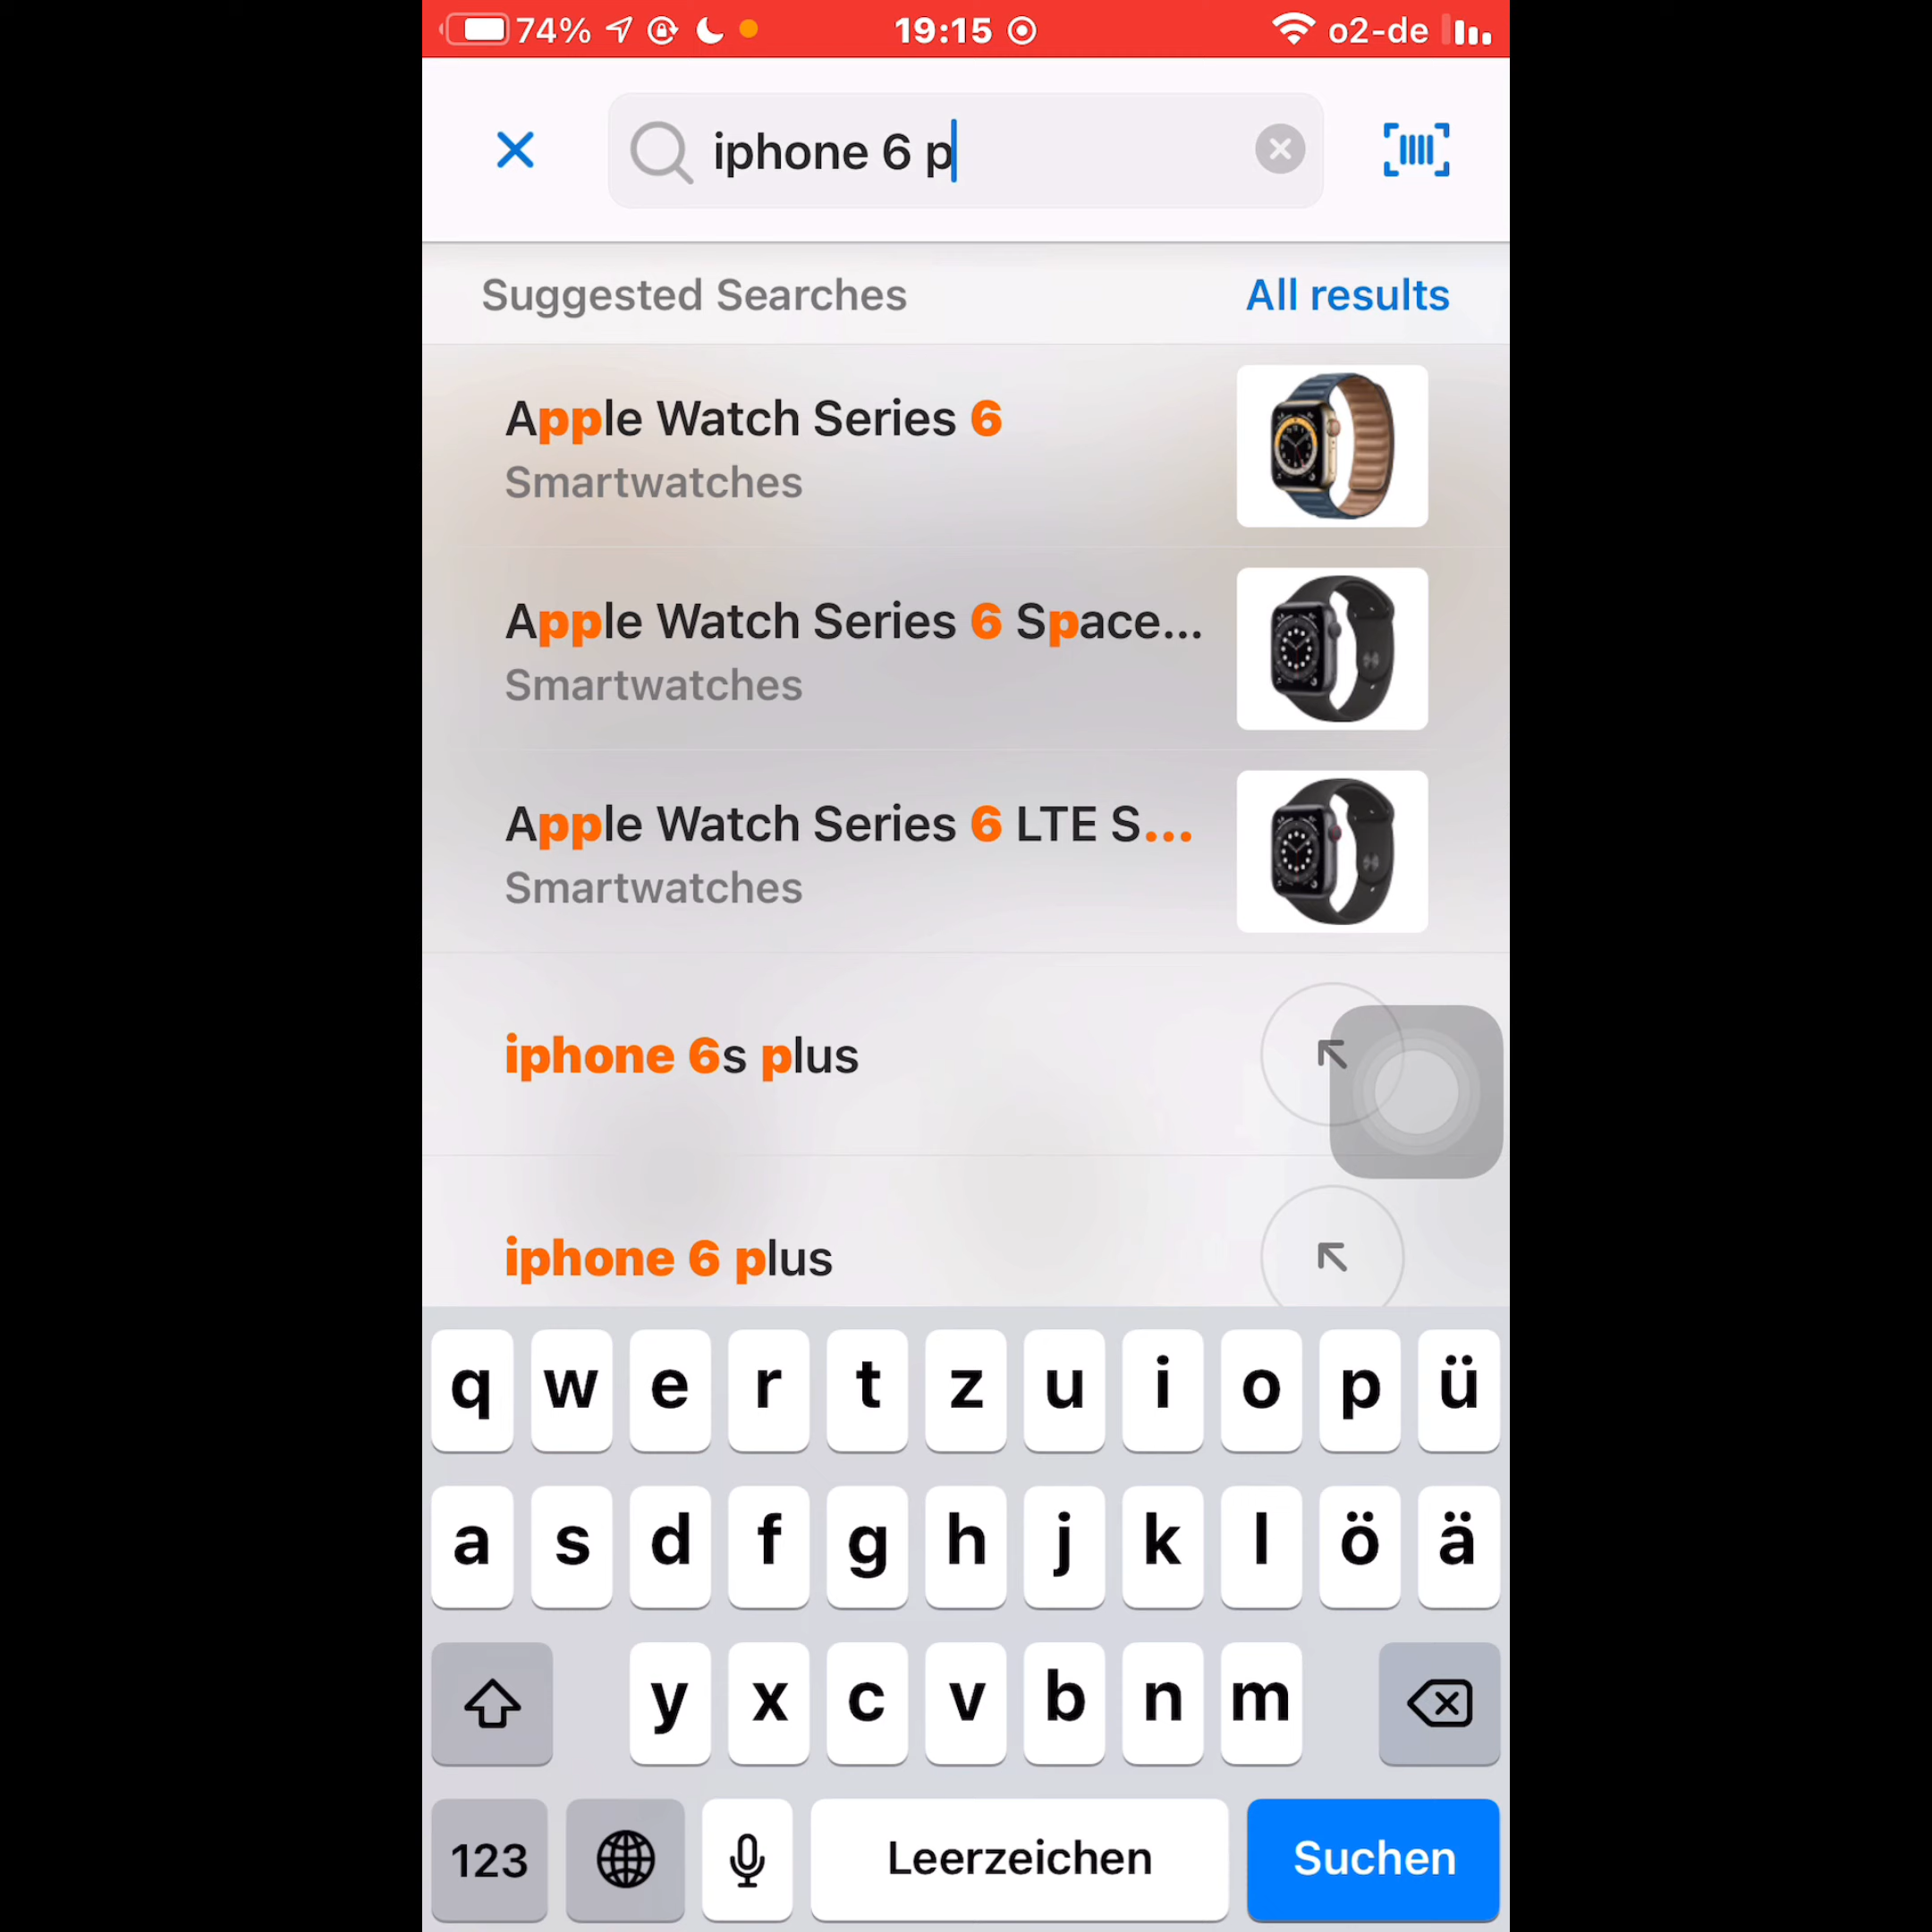 74% 19:15 o2-de
iphone 6 p
Suggested Searches All results
Apple Watch Series 6
Smartwatches
Apple Watch Series 6 Space...
Smartwatches
Apple Watch Series 6 LTE S...
Smartwatches
iphone 6s plus
iphone 6 plus
q w e r t z u i o p ü
a s d f g h j k l ö ä
y x c v b n m
123 Leerzeichen Suchen